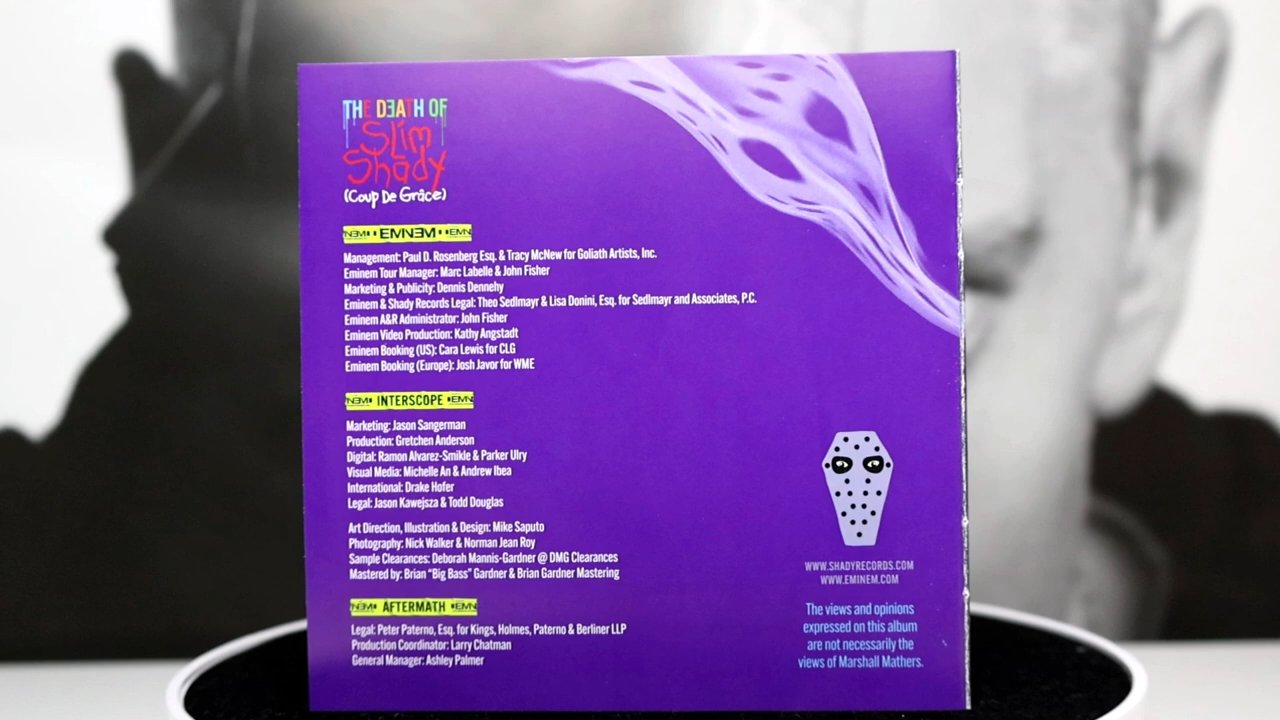 THE DEATH OF
Slim
Shady
(Coup De Grâce)
EMINEM
Management: Paul D. Rosenberg Esq. & Tracy McNew for Goliath Artists, Inc.
Eminem Tour Manager: Marc Labelle & John Fisher
Marketing & Publicity: Dennis Dennehy
Eminem & Shady Records Legal: Theo Sedlmayr & Lisa Donini, Esq. for Sedlmayr and Associates, P.C.
Eminem A&R Administrator: John Fisher
Eminem Video Production: Kathy Angstadt
Eminem Booking (US): Cara Lewis for CLG
Eminem Booking (Europe): Josh Javor for WME
INTERSCOPE
Marketing: Jason Sangerman
Production: Gretchen Anderson
Digital: Ramon Alvarez-Smikle & Parker Ulry
Visual Media: Michelle An & Andrew Ibea
International: Drake Hofer
Legal: Jason Kawejsza & Todd Douglas
Art Direction, Illustration & Design: Mike Saputo
Photography: Nick Walker & Norman Jean Roy
Sample Clearances: Deborah Mannis-Gardner @ DMG Clearances
Mastered by: Brian "Big Bass" Gardner & Brian Gardner Mastering
AFTERMATH
Legal: Peter Paterno, Esq. for Kings, Holmes, Paterno & Berliner LLP
Production Coordinator: Larry Chatman
General Manager: Ashley Palmer
WWW.SHADYRECORDS.COM
WWW.EMINEM.COM
The views and opinions
expressed on this album
are not necessarily the
views of Marshall Mathers.